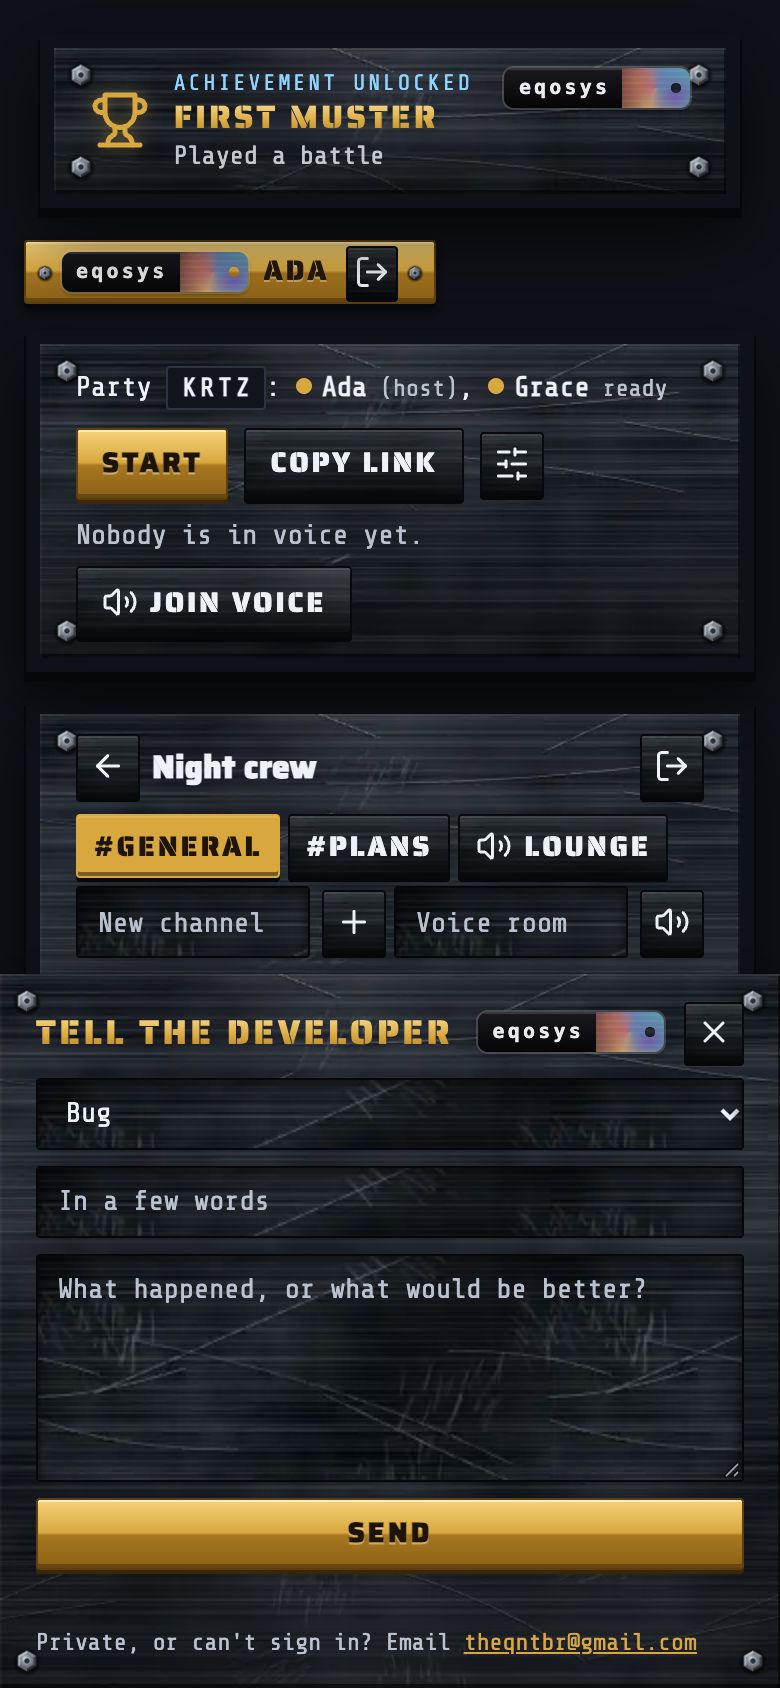 ACHIEVEMENT UNLOCKED
eqosys
FIRST MUSTER
Played a battle
eqosys ADA
Party KRTZ: Ada (host), Grace ready
START COPY LINK
Nobody is in voice yet.
JOIN VOICE
Night crew
#GENERAL #PLANS LOUNGE
New channel Voice room
TELL THE DEVELOPER eqosys
Bug
In a few words
What happened, or what would be better?
SEND
Private, or can't sign in? Email theqntbr@gmail.com